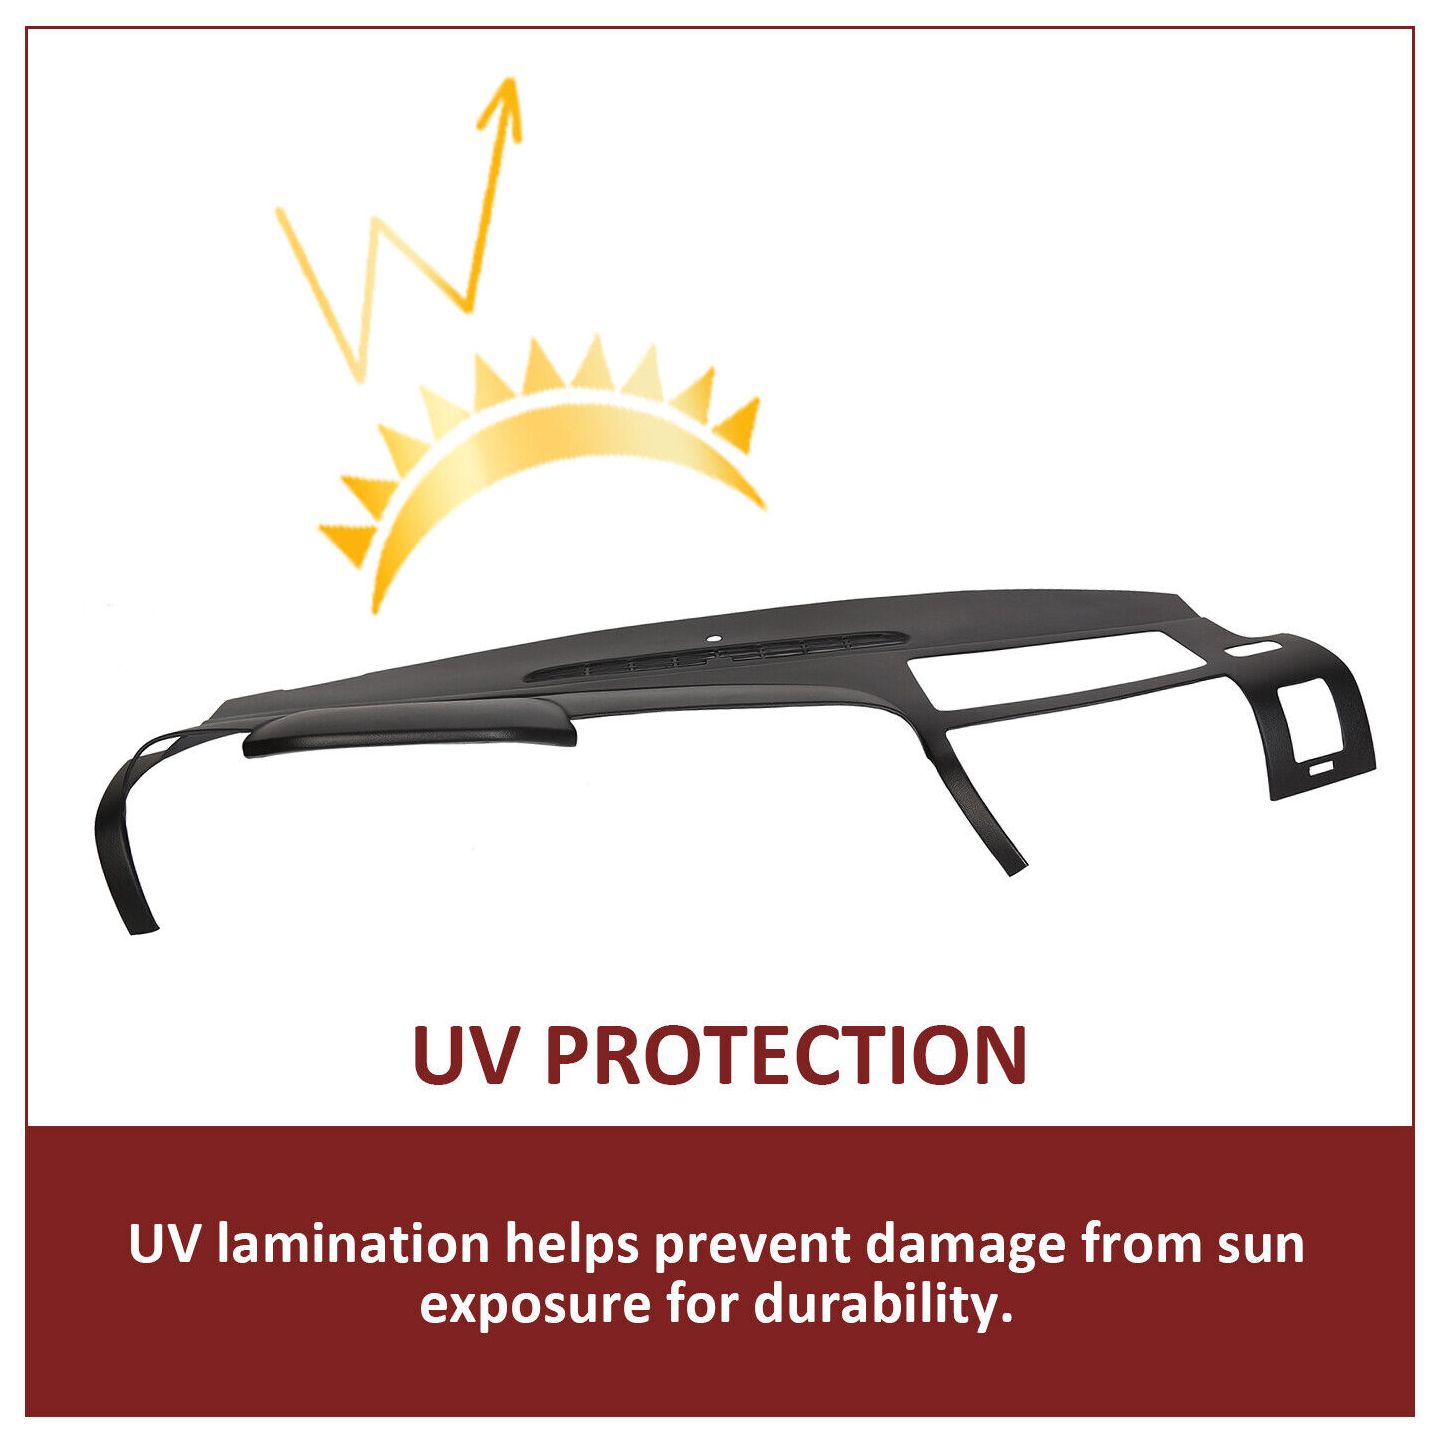 UV PROTECTION
UV lamination helps prevent damage from sun
exposure for durability.